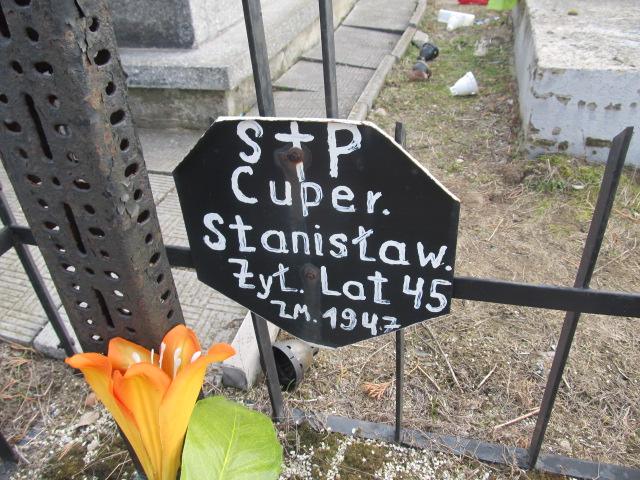 S+P
Cuper.
Stanisław.
Żył. Lat 45
ZM. 1947